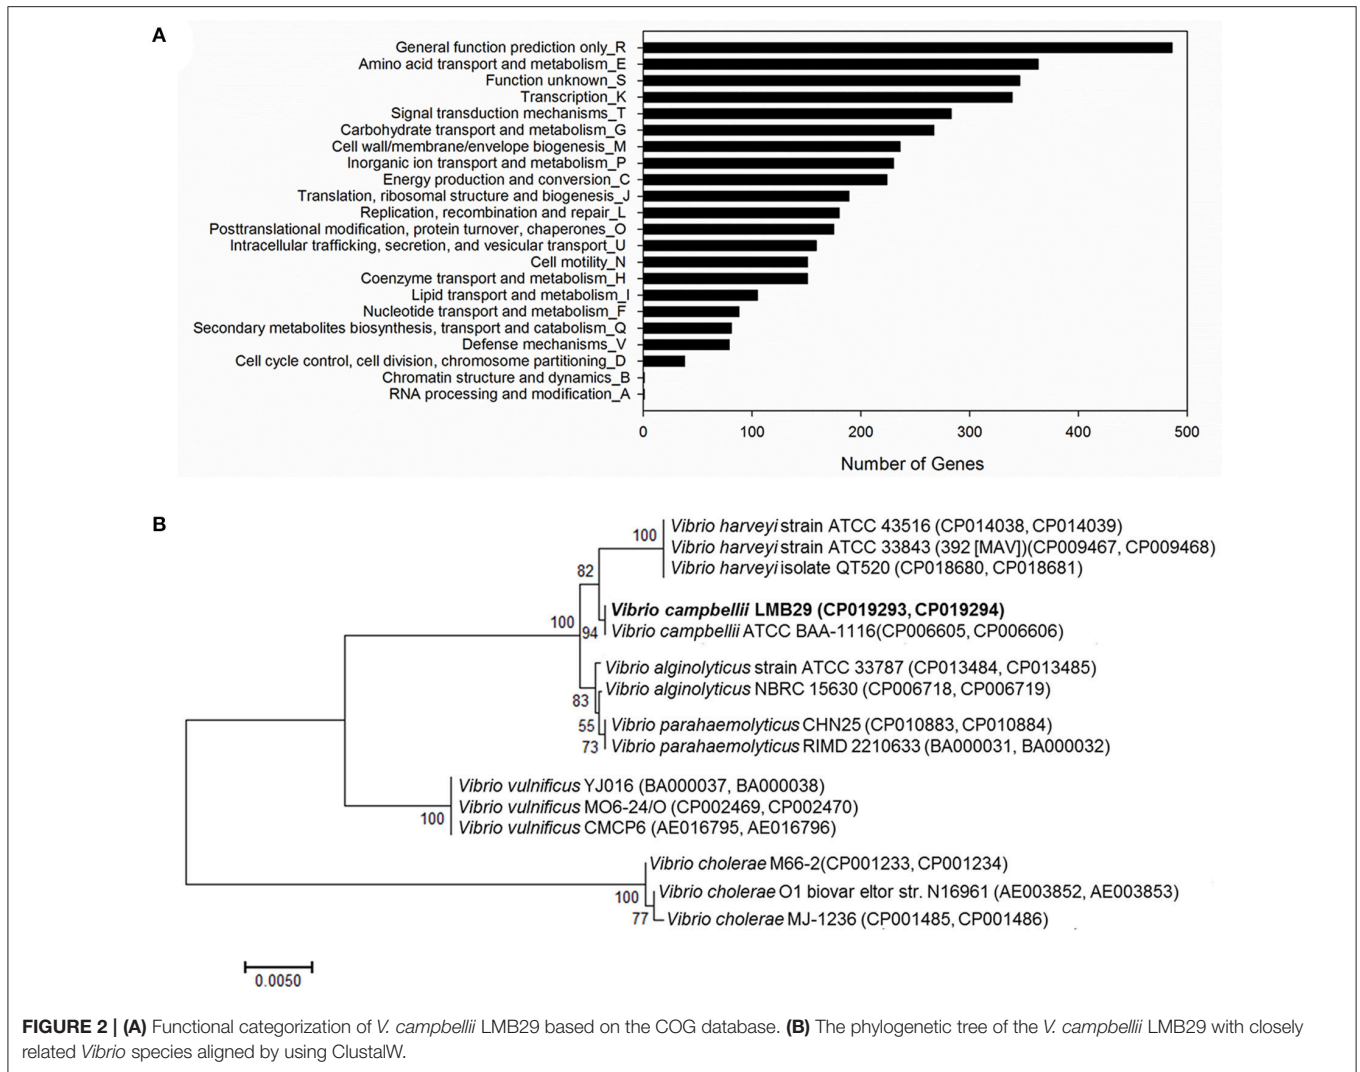 A
General function prediction only_R
Amino acid transport and metabolism_E
Function unknown_S
Transcription_K
Signal transduction mechanisms_T
Carbohydrate transport and metabolism_G
Cell wall/membrane/envelope biogenesis_M
Inorganic ion transport and metabolism_P
Energy production and conversion_C
Translation, ribosomal structure and biogenesis_J
Replication, recombination and repair_L
Posttranslational modification, protein turnover, chaperones_O
Intracellular trafficking, secretion, and vesicular transport_U
Cell motility_N
Coenzyme transport and metabolism_H
Lipid transport and metabolism_I
Nucleotide transport and metabolism_F
Secondary metabolites biosynthesis, transport and catabolism_Q
Defense mechanisms_V
Cell cycle control, cell division, chromosome partitioning_D
Chromatin structure and dynamics_B
RNA processing and modification_A
0 100 200 300 400 500
Number of Genes
B
Vibrio harveyi strain ATCC 43516 (CP014038, CP014039)
100
Vibrio harveyi strain ATCC 33843 (392 [MAV])(CP009467, CP009468)
Vibrio harveyi isolate QT520 (CP018680, CP018681)
82
Vibrio campbellii LMB29 (CP019293, CP019294)
100
94
Vibrio campbellii ATCC BAA-1116(CP006605, CP006606)
Vibrio alginolyticus strain ATCC 33787 (CP013484, CP013485)
Vibrio alginolyticus NBRC 15630 (CP006718, CP006719)
83
55
Vibrio parahaemolyticus CHN25 (CP010883, CP010884)
73
Vibrio parahaemolyticus RIMD 2210633 (BA000031, BA000032)
Vibrio vulnificus YJ016 (BA000037, BA000038)
Vibrio vulnificus MO6-24/O (CP002469, CP002470)
100
Vibrio vulnificus CMCP6 (AE016795, AE016796)
Vibrio cholerae M66-2(CP001233, CP001234)
100
Vibrio cholerae O1 biovar eltor str. N16961 (AE003852, AE003853)
77
Vibrio cholerae MJ-1236 (CP001485, CP001486)
0.0050
FIGURE 2 | (A) Functional categorization of V. campbellii LMB29 based on the COG database. (B) The phylogenetic tree of the V. campbellii LMB29 with closely
related Vibrio species aligned by using ClustalW.